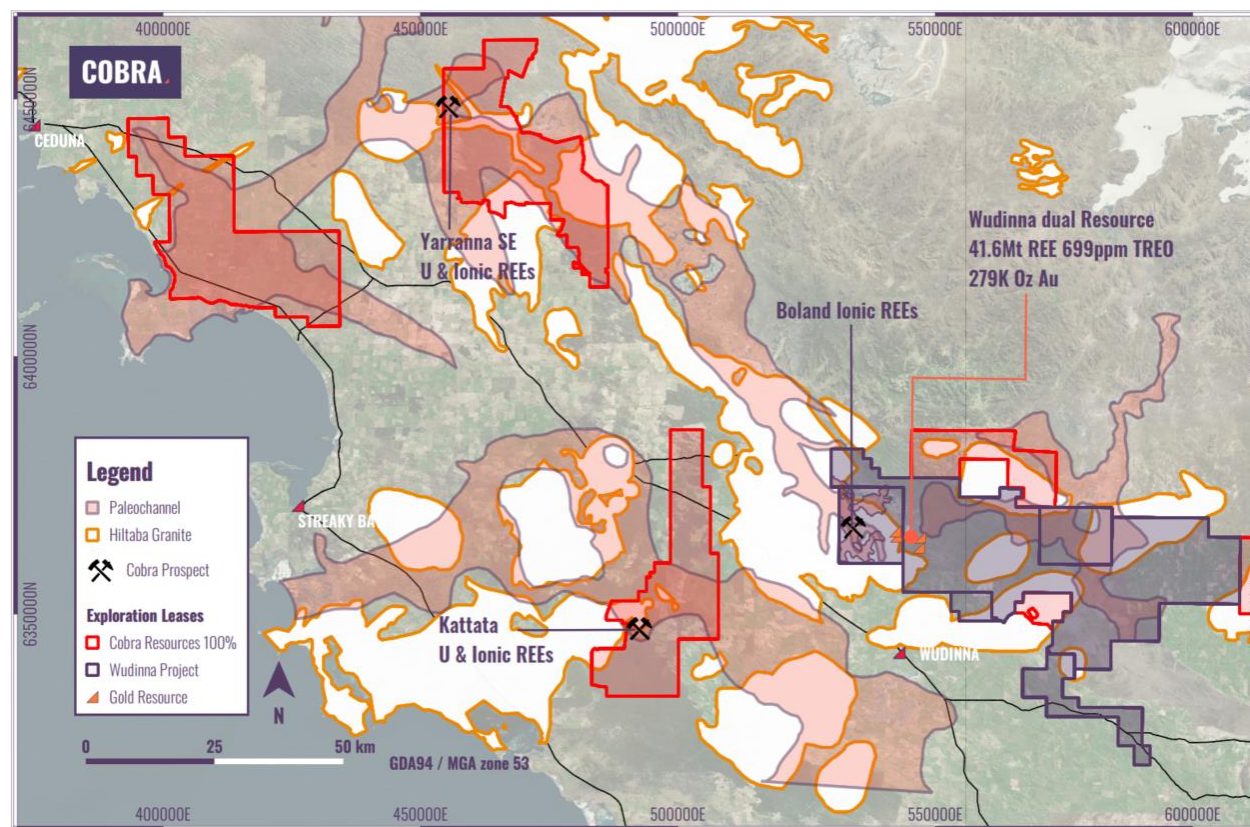 400000E
450000E
500000E
550000E
600000E
COBRA.
6450000N
CEDUNA
Yarranna SE
U & Ionic REEs
Wudinna dual Resource
41.6Mt REE 699ppm TREO
279K Oz Au
Boland Ionic REEs
6400000N
Legend
Paleochannel
Hiltaba Granite
Cobra Prospect
Exploration Leases
Cobra Resources 100%
Wudinna Project
Gold Resource
STREAKY BA
6350000N
Kattata
U & Ionic REEs
WUDINNA
N
0
25
50 km
GDA94 / MGA zone 53
400000E
450000E
500000E
550000E
600000E